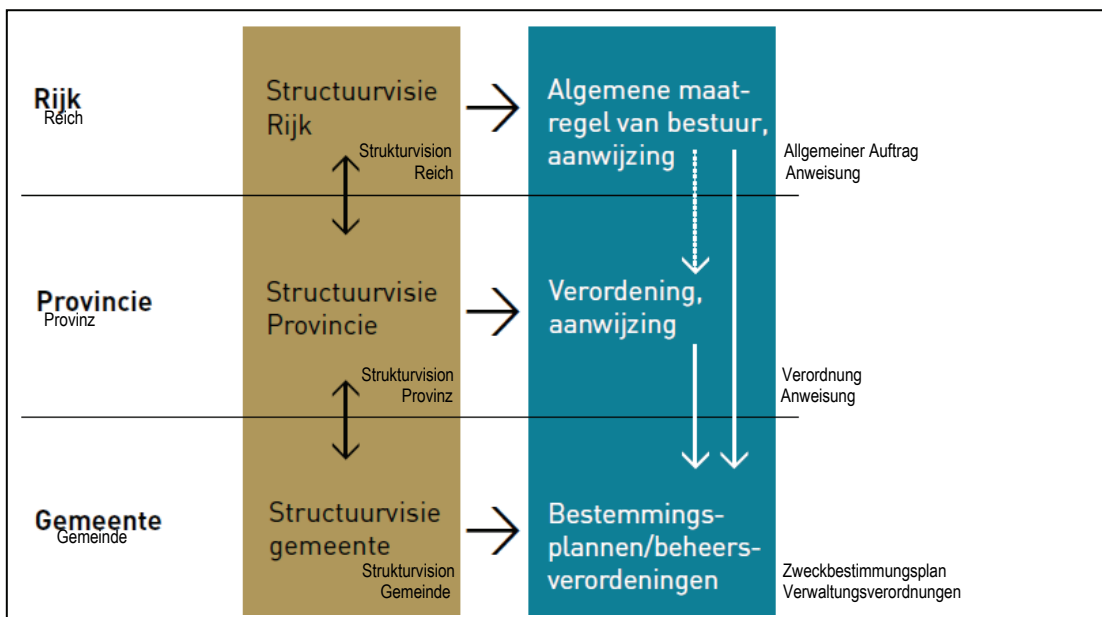 Rijk
Reich
Structuurvisie
Rijk
Strukturvision
Reich
Algemene maat-
regel van bestuur,
aanwijzing
Allgemeiner Auftrag
Anweisung
Provincie
Provinz
Structuurvisie
Provincie
Strukturvision
Provinz
Verordening,
aanwijzing
Verordnung
Anweisung
Gemeente
Gemeinde
Structuurvisie
gemeente
Strukturvision
Gemeinde
Bestemmings-
plannen/beheers-
verordeningen
Zweckbestimmungsplan
Verwaltungsverordnungen